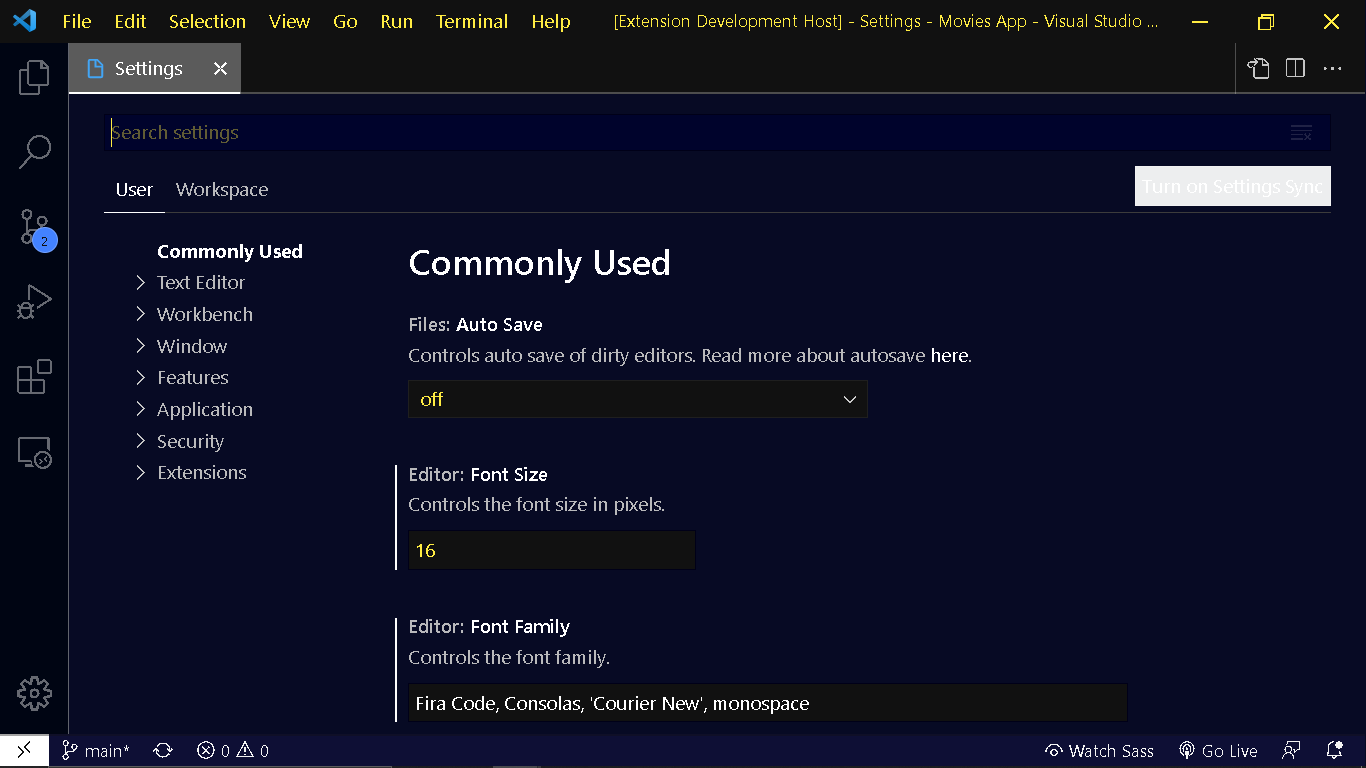 File Edit Selection View Go Run Terminal Help [Extension Development Host] - Settings - Movies App - Visual Studio ...
Settings
Search settings
User Workspace
Turn on Settings Sync
Commonly Used
Text Editor
Workbench
Window
Features
Application
Security
Extensions
Commonly Used
Files: Auto Save
Controls auto save of dirty editors. Read more about autosave here.
off
Editor: Font Size
Controls the font size in pixels.
16
Editor: Font Family
Controls the font family.
Fira Code, Consolas, 'Courier New', monospace
2
main* 0 0 Watch Sass Go Live